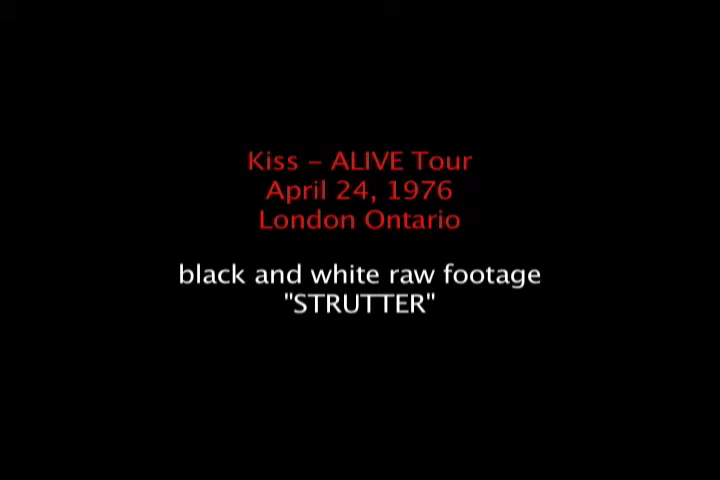 Kiss – ALIVE Tour
April 24, 1976
London Ontario
black and white raw footage
"STRUTTER"